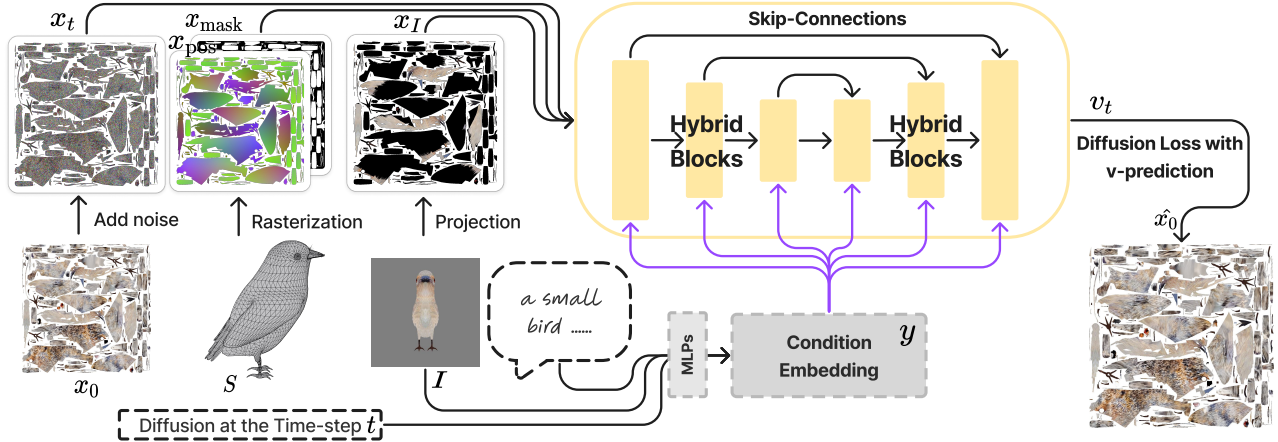 x_t
x_mask
x_pos
x_I
Skip-Connections
Hybrid
Blocks
Hybrid
Blocks
v_t
Diffusion Loss with
v-prediction
Add noise
Rasterization
Projection
x̂_0
a small
bird ......
MLPs
Condition
Embedding
y
x_0
S
I
Diffusion at the Time-step t